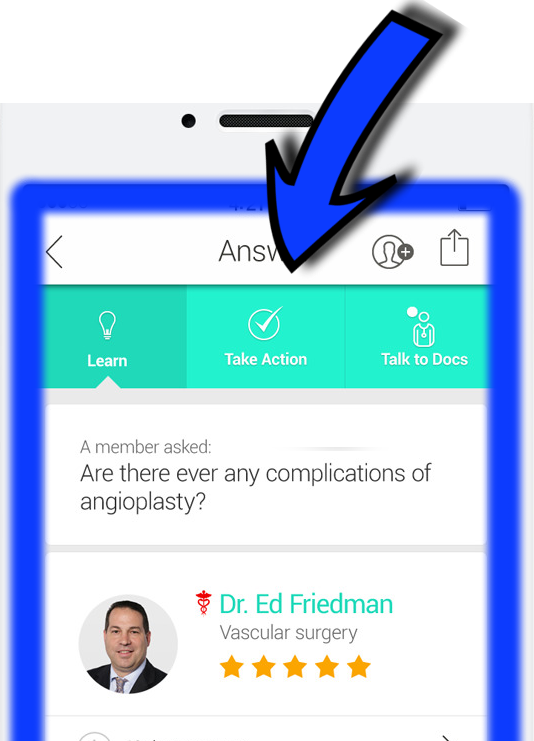 Learn
Take Action
Talk to Docs
A member asked:
Are there ever any complications of
angioplasty?
Dr. Ed Friedman
Vascular surgery